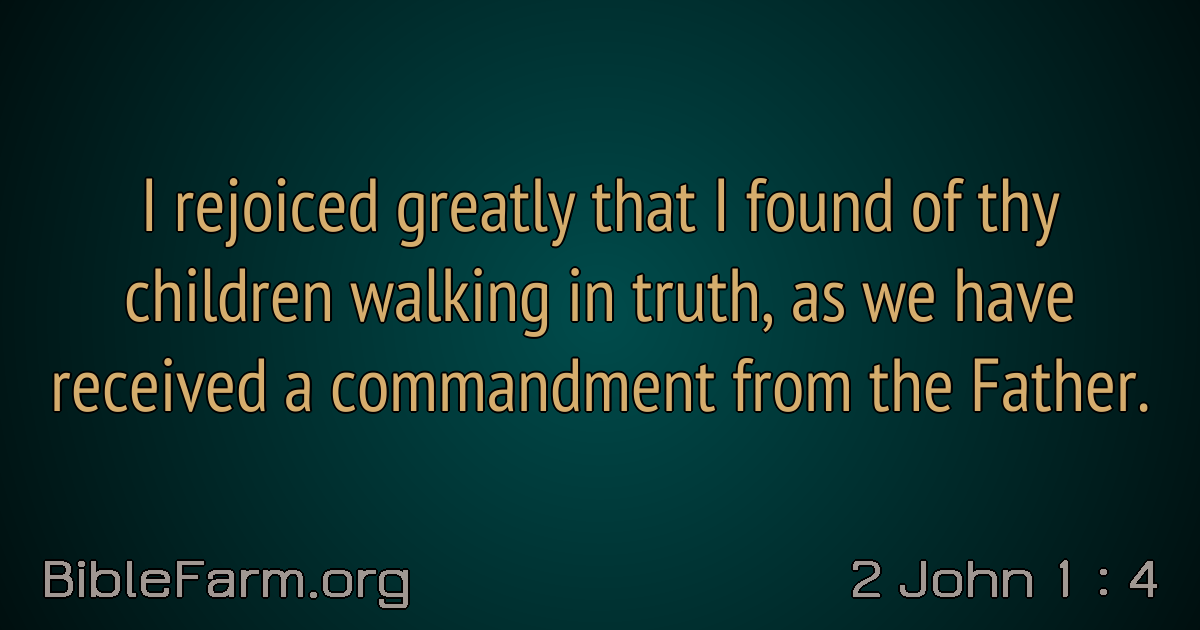 I rejoiced greatly that I found of thy
children walking in truth, as we have
received a commandment from the Father.
BibleFarm.org
2 John 1 : 4